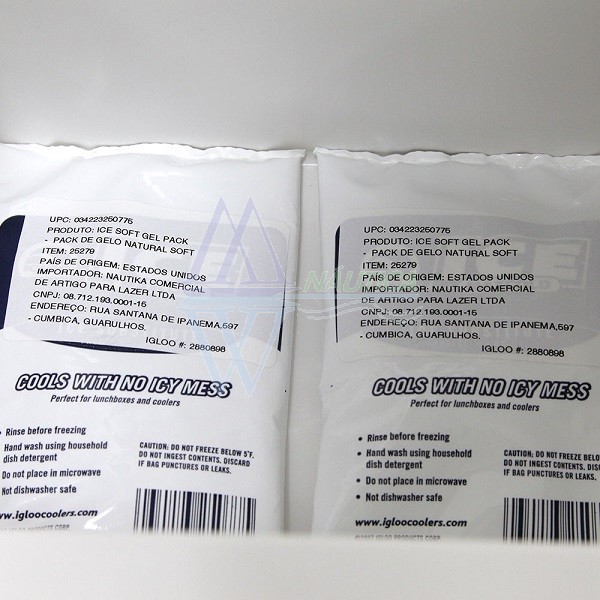 UPC: 034223250775
PRODUTO: ICE SOFT GEL PACK
- PACK DE GELO NATURAL SOFT
ITEM: 25279
PAÍS DE ORIGEM: ESTADOS UNIDOS
IMPORTADOR: NAUTIKA COMERCIAL
DE ARTIGO PARA LAZER LTDA
CNPJ: 08.712.193.0001-15
ENDEREÇO: RUA SANTANA DE IPANEMA,597
- CUMBICA, GUARULHOS.
IGLOO #: 2880898
COOLS WITH NO ICY MESS
Perfect for lunchboxes and coolers
• Rinse before freezing
• Hand wash using household
dish detergent
• Do not place in microwave
• Not dishwasher safe
CAUTION: DO NOT FREEZE BELOW 5°F.
DO NOT INGEST CONTENTS. DISCARD
IF BAG PUNCTURES OR LEAKS.
www.igloocoolers.com
UPC: 034223250775
PRODUTO: ICE SOFT GEL PACK
- PACK DE GELO NATURAL SOFT
ITEM: 25279
PAÍS DE ORIGEM: ESTADOS UNIDOS
IMPORTADOR: NAUTIKA COMERCIAL
DE ARTIGO PARA LAZER LTDA
CNPJ: 08.712.193.0001-15
ENDEREÇO: RUA SANTANA DE IPANEMA,597
- CUMBICA, GUARULHOS.
IGLOO #: 2880898
COOLS WITH NO ICY MESS
Perfect for lunchboxes and coolers
• Rinse before freezing
• Hand wash using household
dish detergent
• Do not place in microwave
• Not dishwasher safe
CAUTION: DO NOT
DO NOT INGEST C
IF BAG PUNCTURE
www.igloocoolers.com
©2007 IGLOO PRODUCTS CORP.